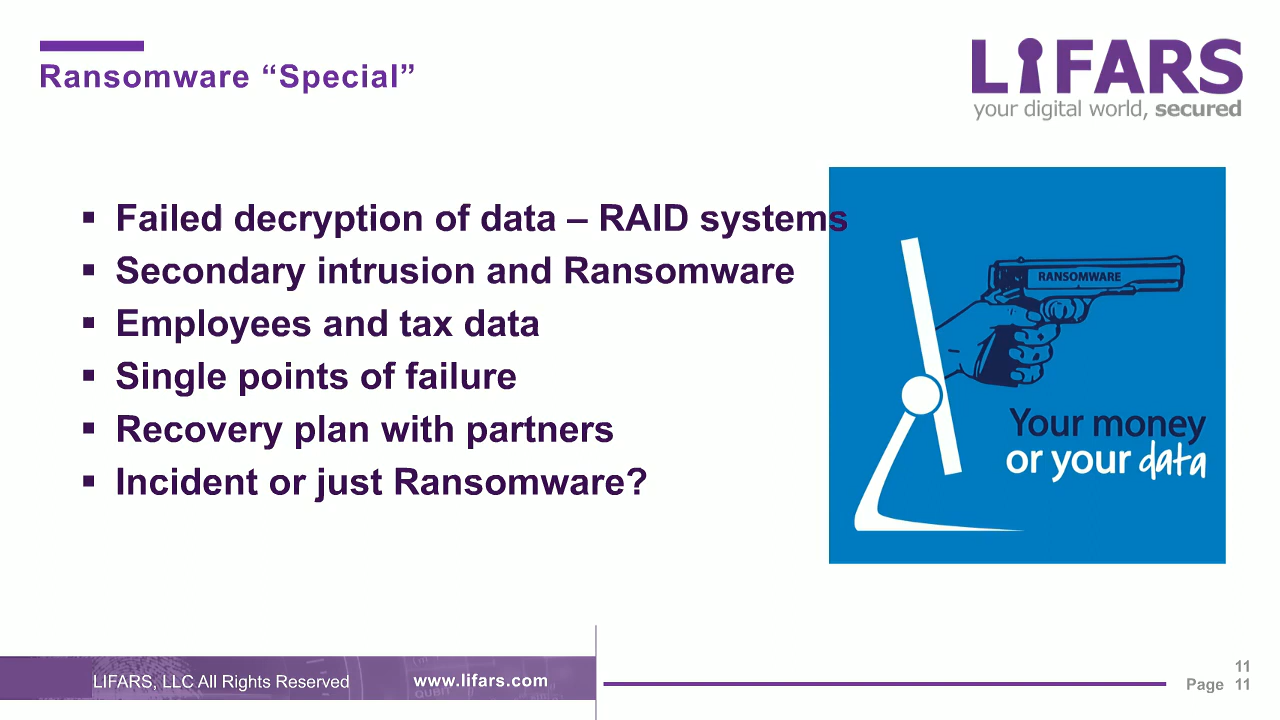 Ransomware “Special”
LIFARS
your digital world, secured
▪ Failed decryption of data – RAID systems
▪ Secondary intrusion and Ransomware
▪ Employees and tax data
▪ Single points of failure
▪ Recovery plan with partners
▪ Incident or just Ransomware?
RANSOMWARE
Your money
or your data
LIFARS, LLC All Rights Reserved
www.lifars.com
11
Page 11